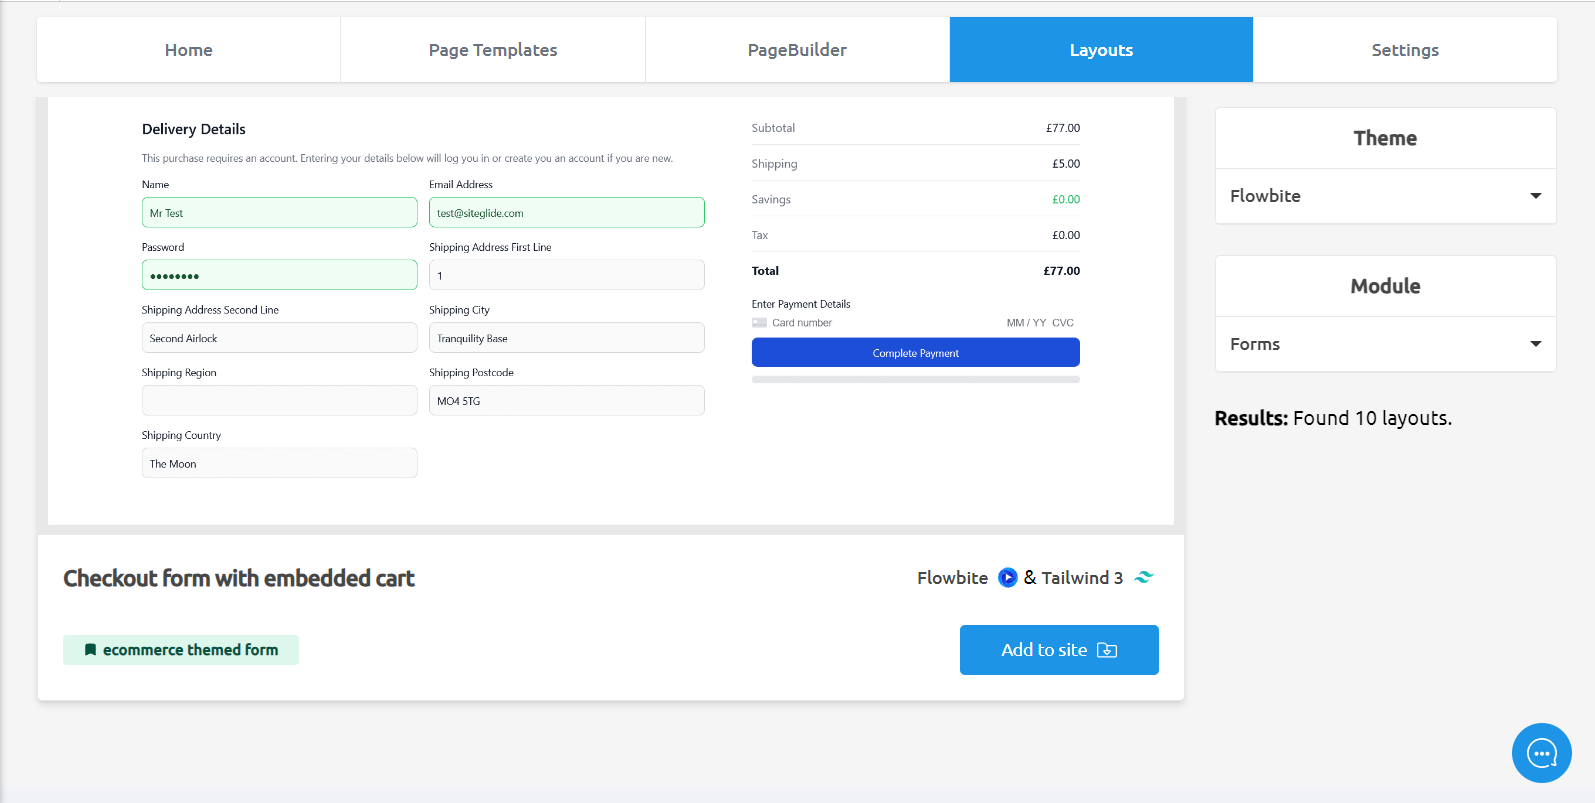 Home
Page Templates
PageBuilder
Layouts
Settings
Delivery Details
This purchase requires an account. Entering your details below will log you in or create you an account if you are new.
Name
Email Address
Mr Test
test@siteglide.com
Password
Shipping Address First Line
••••••••
1
Shipping Address Second Line
Shipping City
Second Airlock
Tranquility Base
Shipping Region
Shipping Postcode
MO4 5TG
Shipping Country
The Moon
Subtotal £77.00
Shipping £5.00
Savings £0.00
Tax £0.00
Total £77.00
Enter Payment Details
Card number MM / YY CVC
Complete Payment
Checkout form with embedded cart
Flowbite & Tailwind 3
ecommerce themed form
Add to site
Theme
Flowbite
Module
Forms
Results: Found 10 layouts.